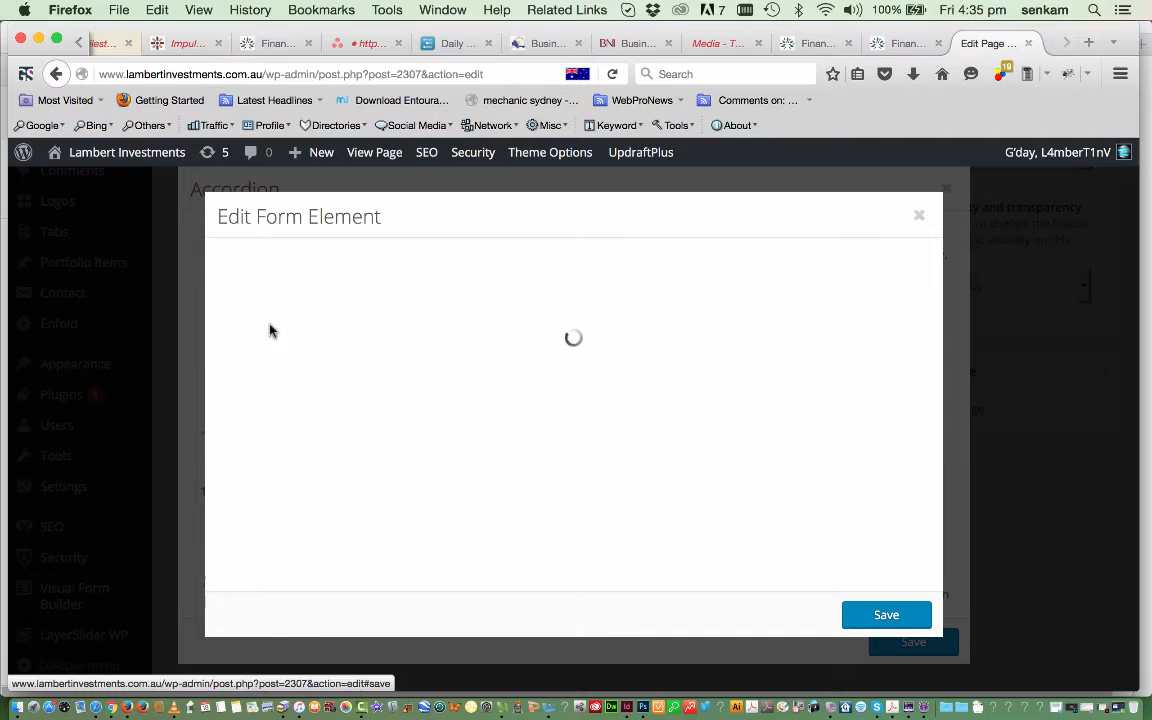 Firefox File Edit View History Bookmarks Tools Window Help Related Links 7 100% Fri 4:35 pm senkam
ilest... Impul... Finan... • http... Daily ... Busin... BNI Busin... Media - T... Finan... Finan... Edit Page ...
www.lambertinvestments.com.au/wp-admin/post.php?post=2307&action=edit Search 19
Most Visited Getting Started Latest Headlines Download Entoura... mechanic sydney -... WebProNews Comments on: ...
Google Bing Others Traffic Profile Directories Social Media Network Misc Keyword Tools About
Lambert Investments 5 0 New View Page SEO Security Theme Options UpdraftPlus G'day, L4mberT1nV
Comments
Accordion
Logos
y and transparency
Edit Form Element
Tabs
Portfolio Items
Contact
Enfold
Appearance
Plugins
Users
Tools
Settings
SEO
Security
Visual Form
Builder
LayerSlider WP
Save
Save
Collapse menu
www.lambertinvestments.com.au/wp-admin/post.php?post=2307&action=edit#save